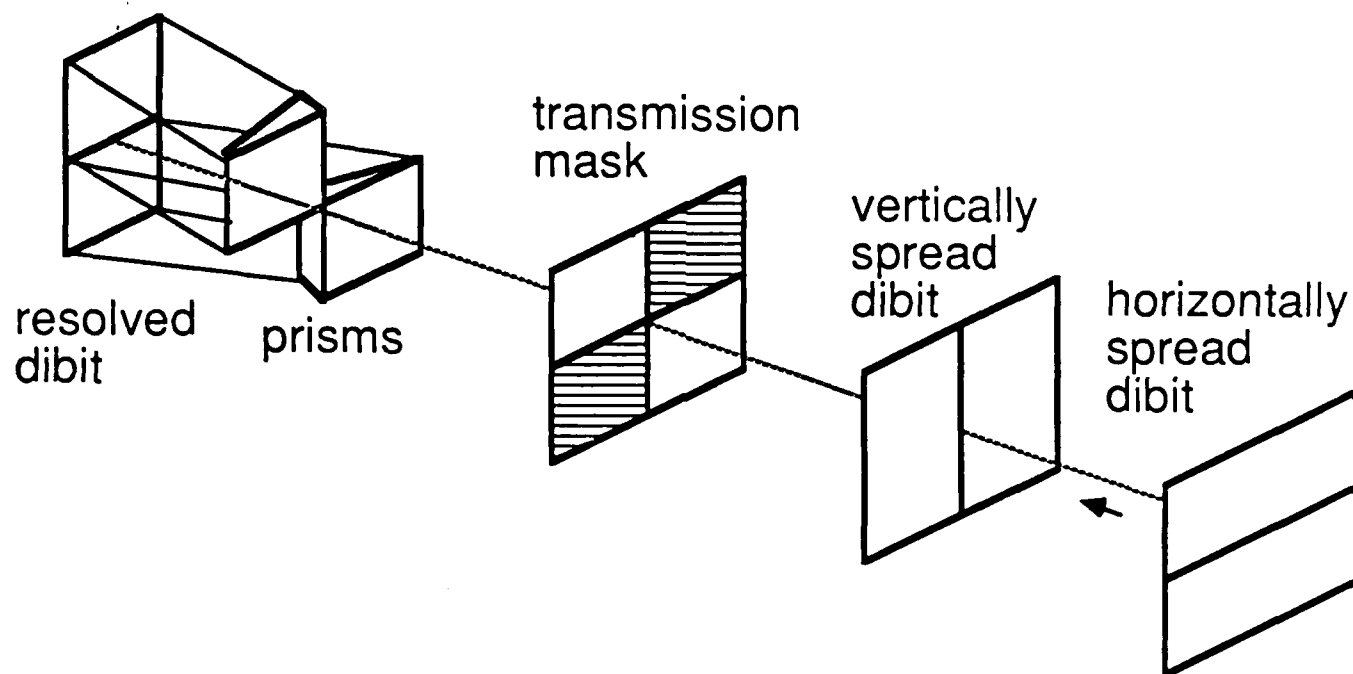 transmission
mask
vertically
spread
dibit
horizontally
spread
dibit
resolved
dibit
prisms